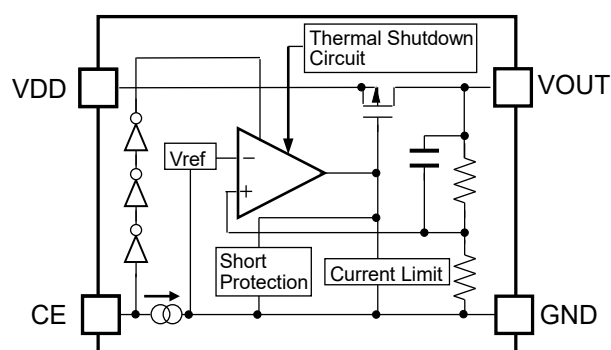 Thermal Shutdown
Circuit
VDD
VOUT
Vref
−
+
Short
Protection
Current Limit
CE
GND